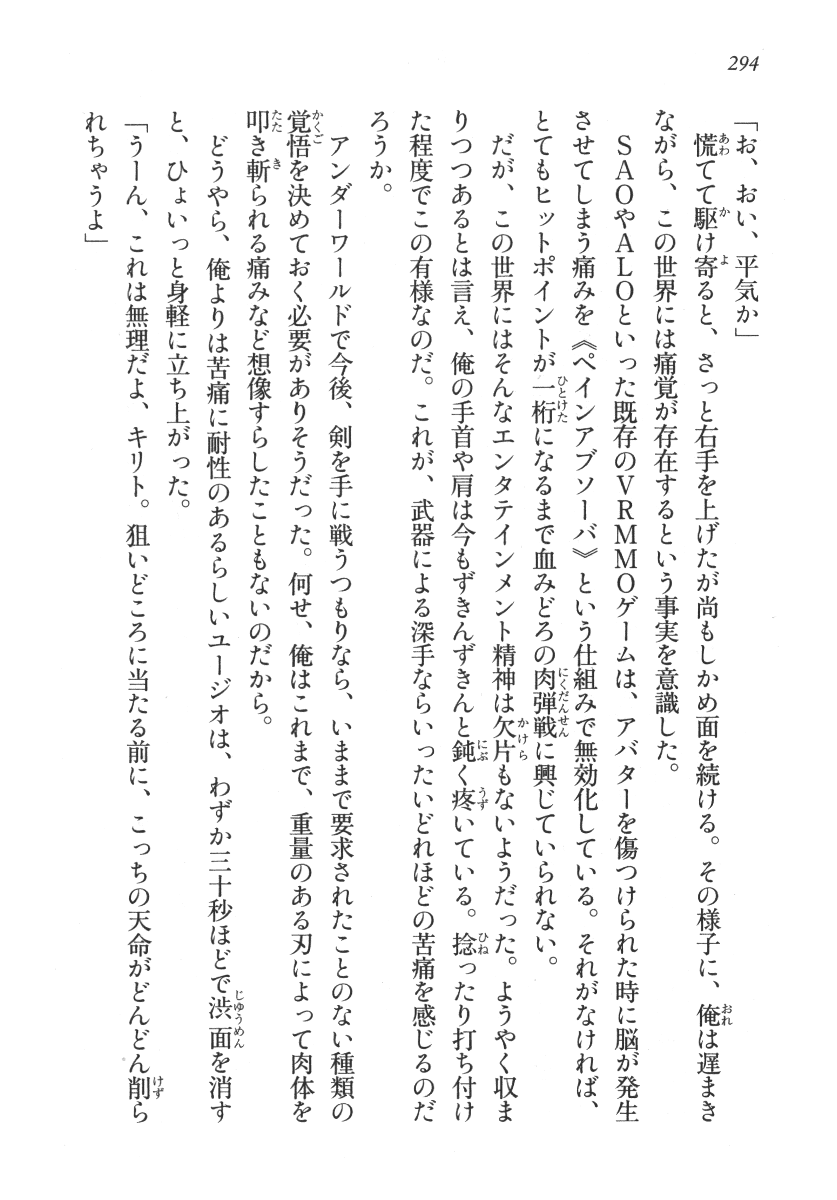 294
「お、おい、平気か」
慌てて駆け寄ると、さっと右手を上げたが尚もしかめ面を続ける。その様子に、俺は遅まき
ながら、この世界には痛覚が存在するという事実を意識した。
ＳＡＯやＡＬＯといった既存のＶＲＭＭＯゲームは、アバターを傷つけられた時に脳が発生
させてしまう痛みを《ペインアブソーバ》という仕組みで無効化している。それがなければ、
とてもヒットポイントが一桁になるまで血みどろの肉弾戦に興じていられない。
だが、この世界にはそんなエンタテインメント精神は欠片もないようだった。ようやく収ま
りつつあるとは言え、俺の手首や肩は今もずきんずきんと鈍く疼いている。捻ったり打ち付け
た程度でこの有様なのだ。これが、武器による深手ならいったいどれほどの苦痛を感じるのだ
ろうか。
アンダーワールドで今後、剣を手に戦うつもりなら、いままで要求されたことのない種類の
覚悟を決めておく必要がありそうだった。何せ、俺はこれまで、重量のある刃によって肉体を
叩き斬られる痛みなど想像すらしたこともないのだから。
どうやら、俺よりは苦痛に耐性のあるらしいユージオは、わずか三十秒ほどで渋面を消す
と、ひょいっと身軽に立ち上がった。
「うーん、これは無理だよ、キリト。狙いどころに当たる前に、こっちの天命がどんどん削ら
れちゃうよ」